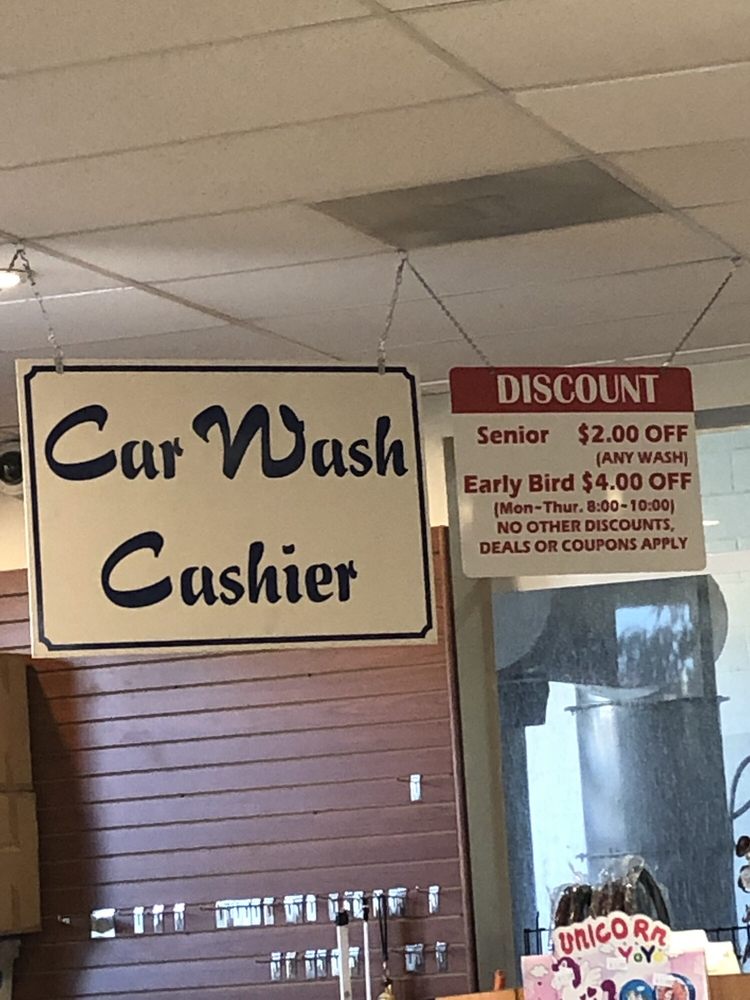 Car Wash
Cashier
DISCOUNT
Senior $2.00 OFF
(ANY WASH)
Early Bird $4.00 OFF
(Mon-Thur. 8:00-10:00)
NO OTHER DISCOUNTS,
DEALS OR COUPONS APPLY
UNICORN
YoYo